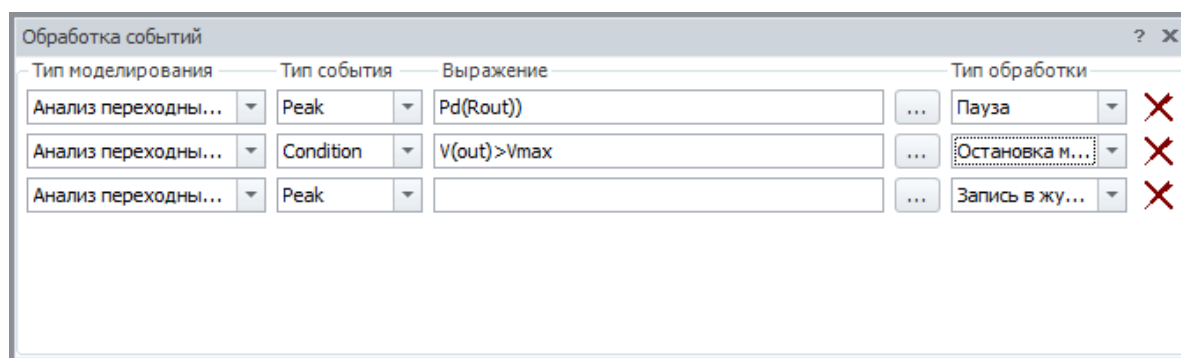 Обработка событий ? X
Тип моделирования Тип события Выражение Тип обработки
Анализ переходны... Peak Pd(Rout)) ... Пауза
Анализ переходны... Condition V(out)>Vmax ... Остановка м...
Анализ переходны... Peak ... Запись в жу...